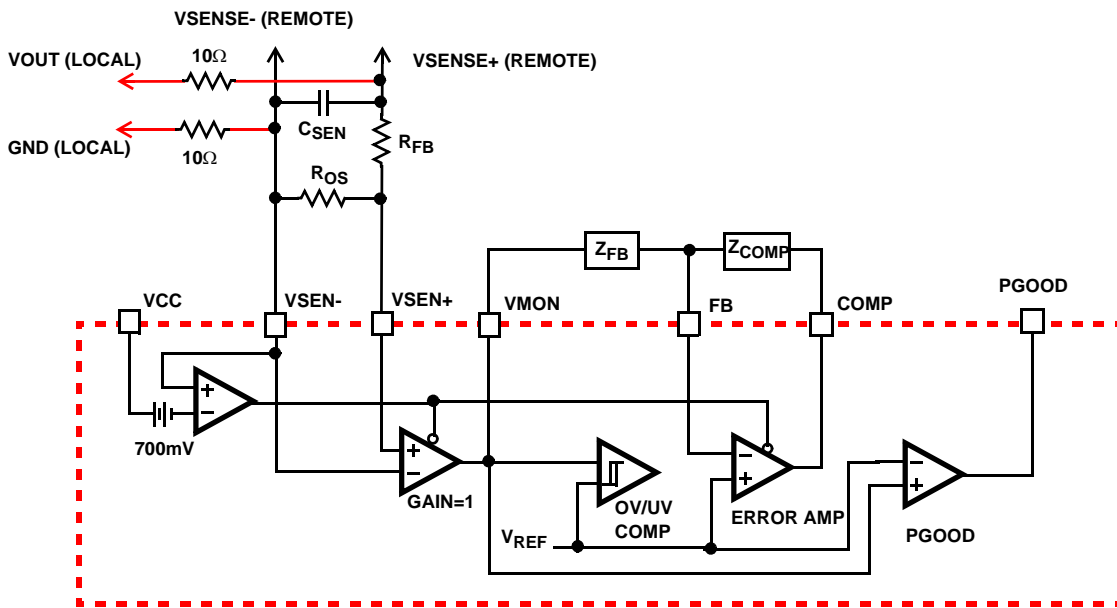 VSENSE- (REMOTE)
10Ω
VOUT (LOCAL)
VSENSE+ (REMOTE)
CSEN
GND (LOCAL)
10Ω
RFB
ROS
ZFB
ZCOMP
VCC
VSEN-
VSEN+
VMON
FB
COMP
PGOOD
+
−
700mV
+
−
GAIN=1
OV/UV
COMP
−
+
ERROR AMP
−
+
PGOOD
VREF